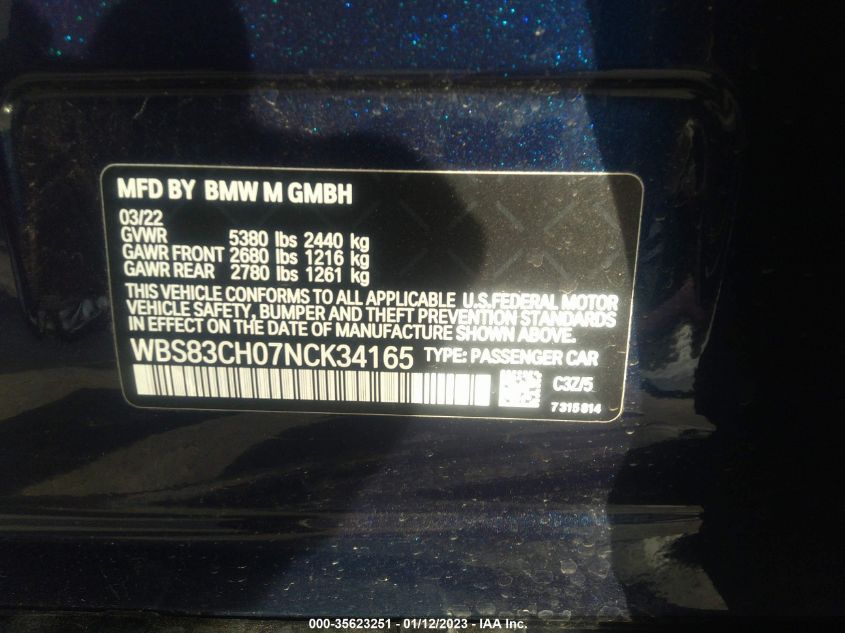 MFD BY BMW M GMBH
03/22
GVWR 5380 lbs 2440 kg
GAWR FRONT 2680 lbs 1216 kg
GAWR REAR 2780 lbs 1261 kg
THIS VEHICLE CONFORMS TO ALL APPLICABLE U.S.FEDERAL MOTOR
VEHICLE SAFETY, BUMPER AND THEFT PREVENTION STANDARDS
IN EFFECT ON THE DATE OF MANUFACTURE SHOWN ABOVE.
WBS83CH07NCK34165 TYPE: PASSENGER CAR
C3Z/5
7315814
000-35623251 - 01/12/2023 - IAA Inc.